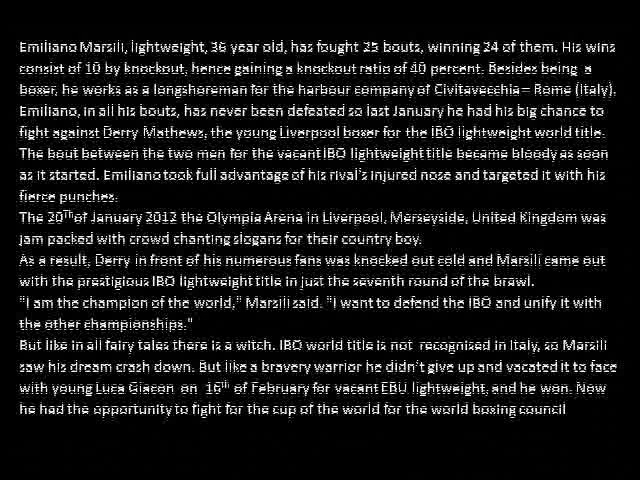 Emiliano Marsili, lightweight, 36 year old, has fought 25 bouts, winning 24 of them. His wins
consist of 10 by knockout, hence gaining a knockout ratio of 40 percent. Besides being a
boxer, he works as a longshoreman for the harbour company of Civitavecchia – Rome (Italy).
Emiliano, in all his bouts, has never been defeated so last January he had his big chance to
fight against Derry Mathews, the young Liverpool boxer for the IBO lightweight world title.
The bout between the two men for the vacant IBO lightweight title became bloody as soon
as it started. Emiliano took full advantage of his rival's injured nose and targeted it with his
fierce punches.
The 20Th of January 2012 the Olympia Arena in Liverpool, Merseyside, United Kingdom was
jam packed with crowd chanting slogans for their country boy.
As a result, Derry in front of his numerous fans was knocked out cold and Marsili came out
with the prestigious IBO lightweight title in just the seventh round of the brawl.
"I am the champion of the world," Marsili said. "I want to defend the IBO and unify it with
the other championships."
But like in all fairy tales there is a witch. IBO world title is not recognised in Italy, so Marsili
saw his dream crash down. But like a bravery warrior he didn't give up and vacated it to face
with young Luca Giacon on 16th of February for vacant EBU lightweight, and he won. Now
he had the opportunity to fight for the cup of the world for the world boxing council